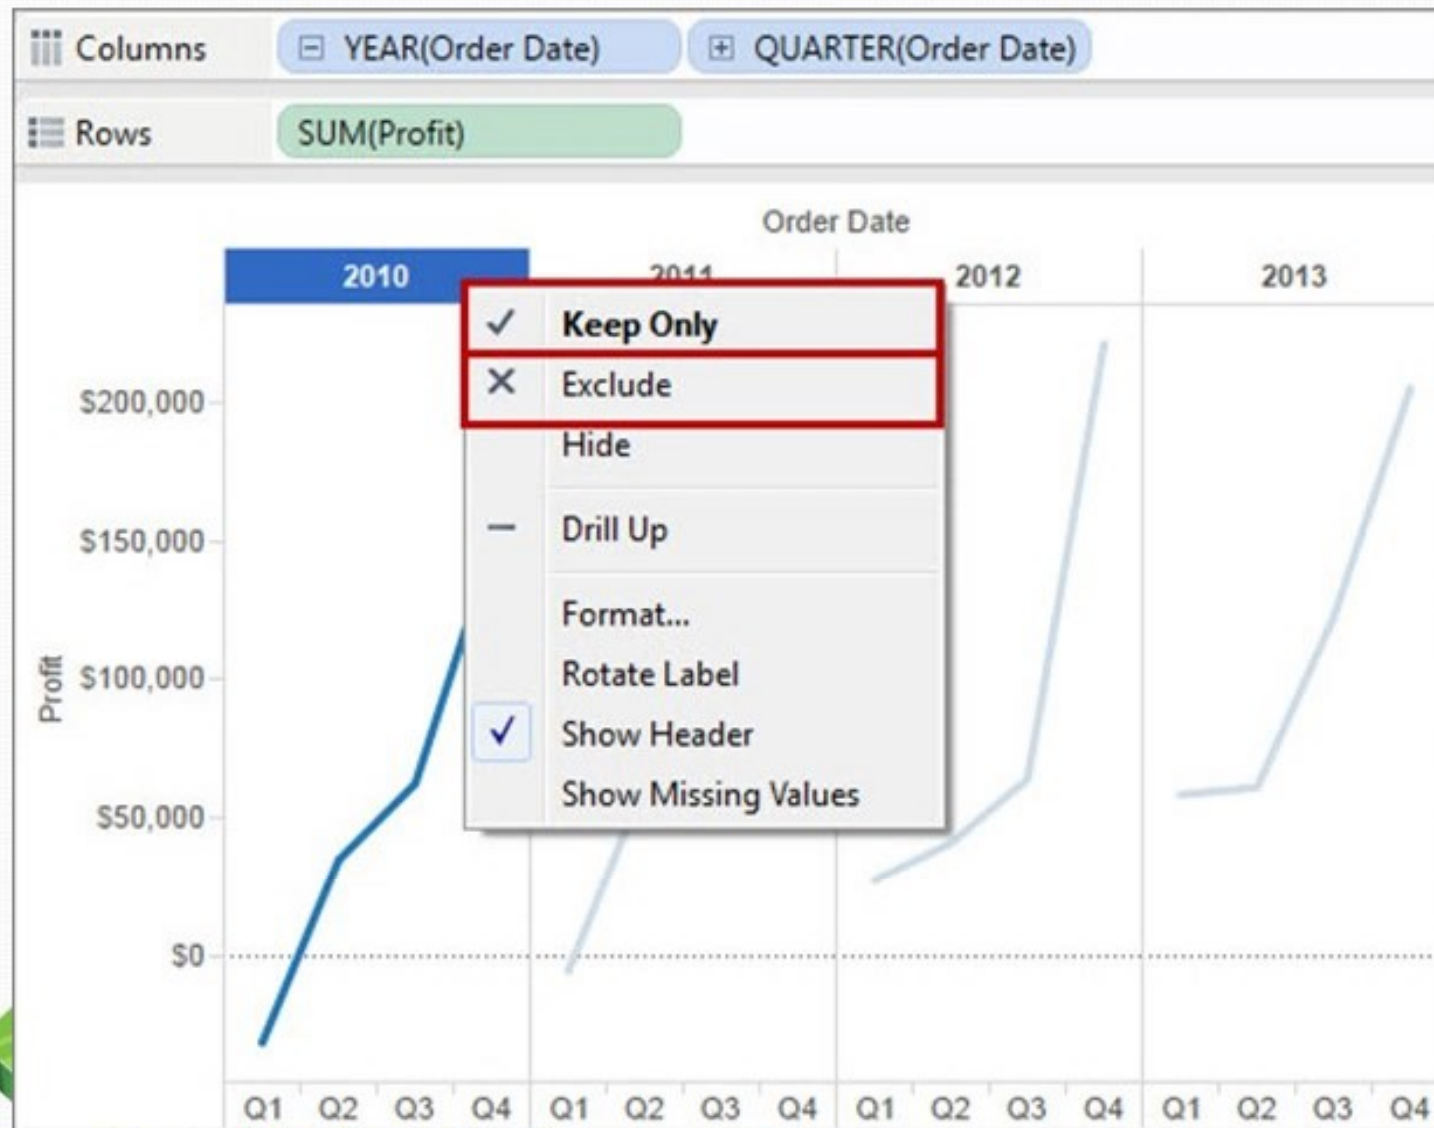 Columns YEAR(Order Date) QUARTER(Order Date)
Rows SUM(Profit)
Order Date
2010 2011 2012 2013
Keep Only
Exclude
Hide
Drill Up
Format...
Rotate Label
Show Header
Show Missing Values
$200,000
$150,000
$100,000
$50,000
$0
Profit
Q1 Q2 Q3 Q4 Q1 Q2 Q3 Q4 Q1 Q2 Q3 Q4 Q1 Q2 Q3 Q4